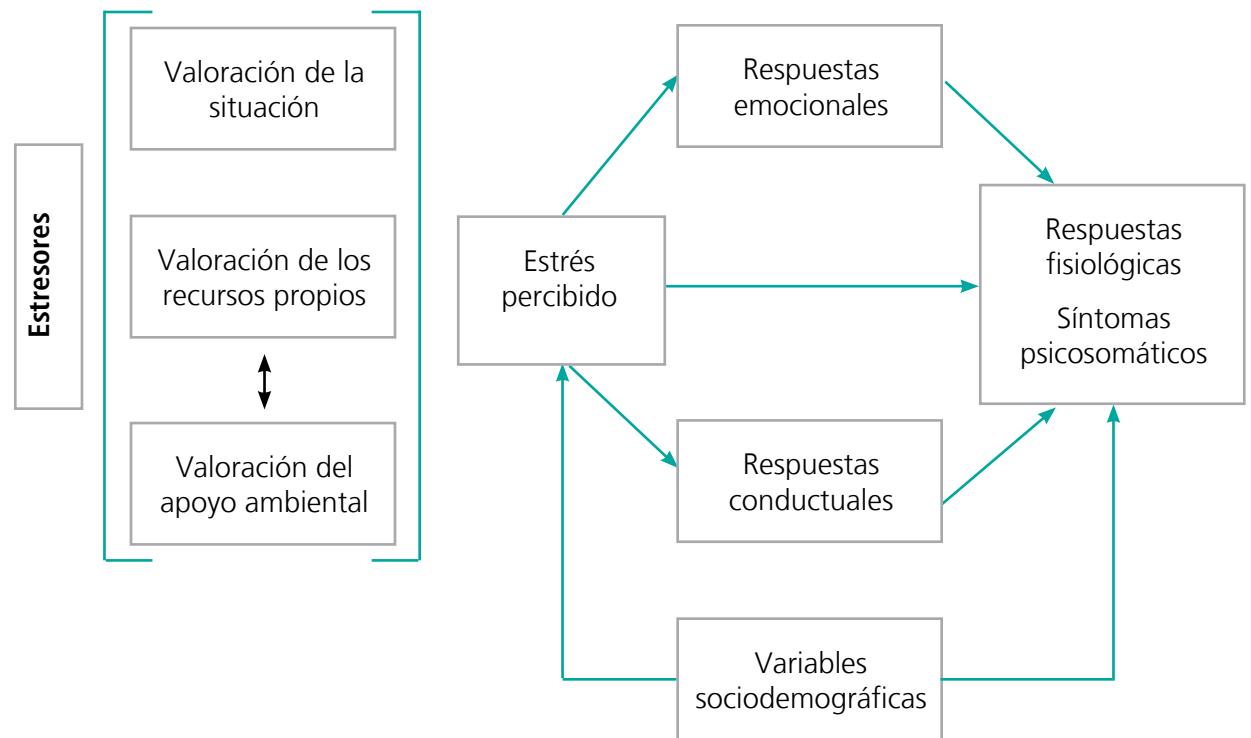 Estresores
Valoración de la
situación
Valoración de los
recursos propios
Valoración del
apoyo ambiental
Estrés
percibido
Respuestas
emocionales
Respuestas
conductuales
Variables
sociodemográficas
Respuestas
fisiológicas
Síntomas
psicosomáticos